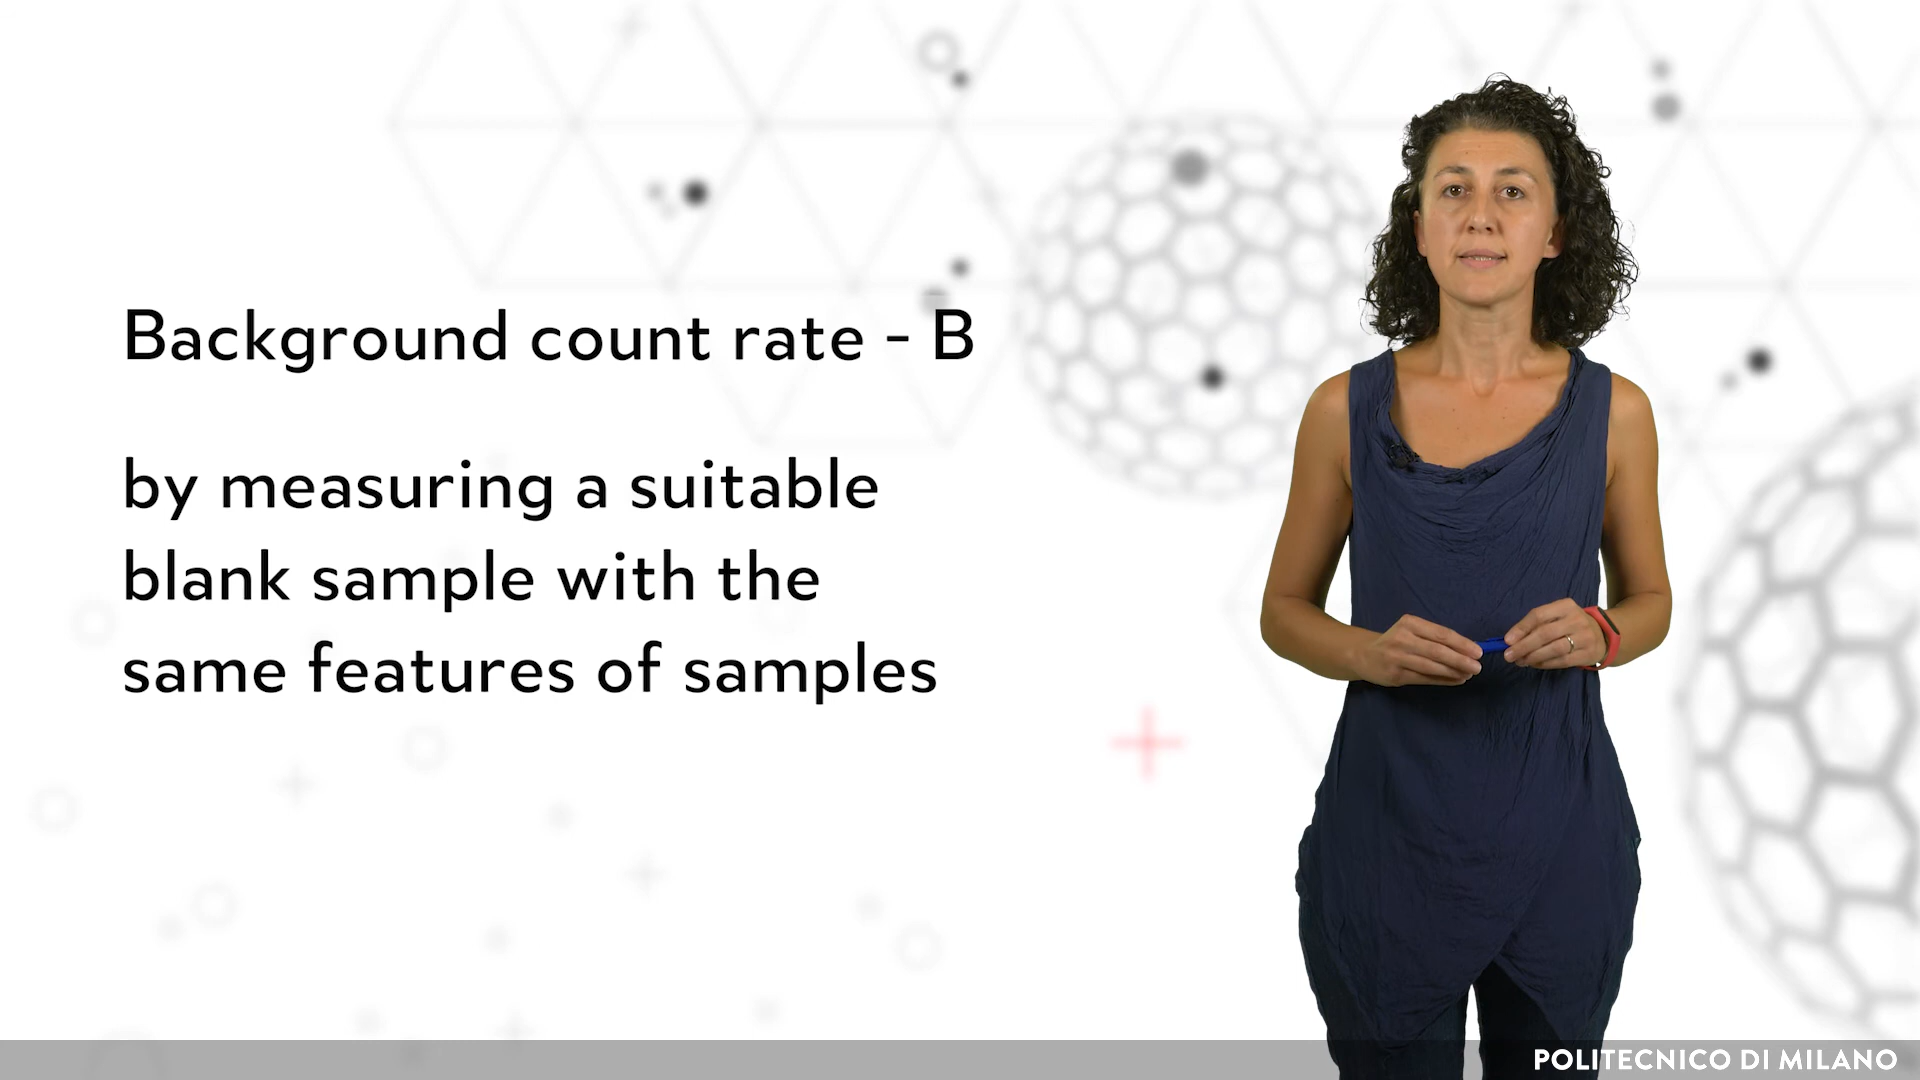 Background count rate - B
by measuring a suitable
blank sample with the
same features of samples
POLITECNICO DI MILANO